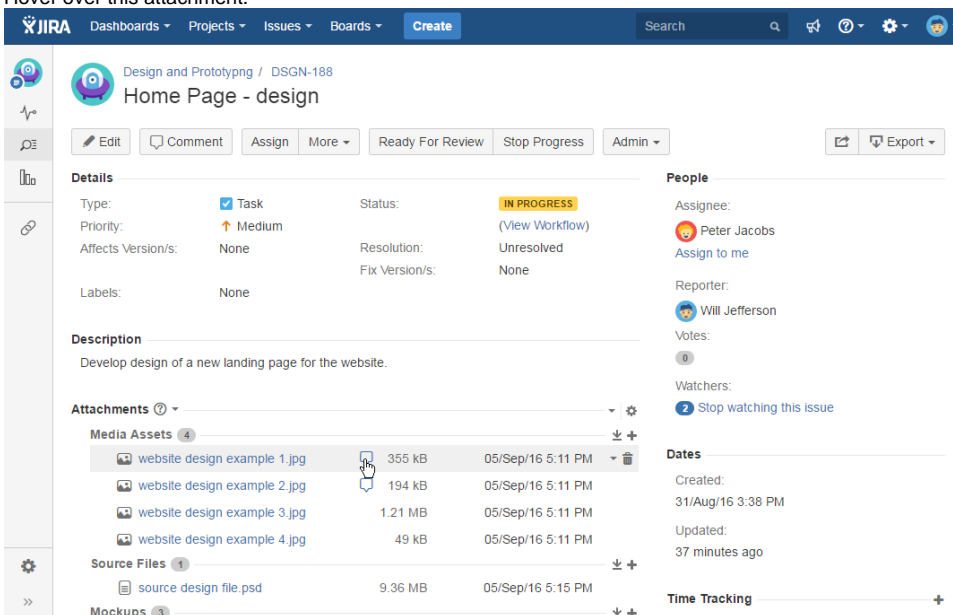 Hover over this attachment.
JIRA Dashboards Projects Issues Boards Create Search
Design and Prototypng / DSGN-188
Home Page - design
Edit Comment Assign More Ready For Review Stop Progress Admin Export
Details
Type: Task Status: IN PROGRESS
Priority: Medium (View Workflow)
Affects Version/s: None Resolution: Unresolved
Fix Version/s: None
Labels: None
Description
Develop design of a new landing page for the website.
Attachments
Media Assets 4
website design example 1.jpg 355 kB 05/Sep/16 5:11 PM
website design example 2.jpg 194 kB 05/Sep/16 5:11 PM
website design example 3.jpg 1.21 MB 05/Sep/16 5:11 PM
website design example 4.jpg 49 kB 05/Sep/16 5:11 PM
Source Files 1
source design file.psd 9.36 MB 05/Sep/16 5:15 PM
Mockups 3
People
Assignee:
Peter Jacobs
Assign to me
Reporter:
Will Jefferson
Votes:
0
Watchers:
2 Stop watching this issue
Dates
Created:
31/Aug/16 3:38 PM
Updated:
37 minutes ago
Time Tracking